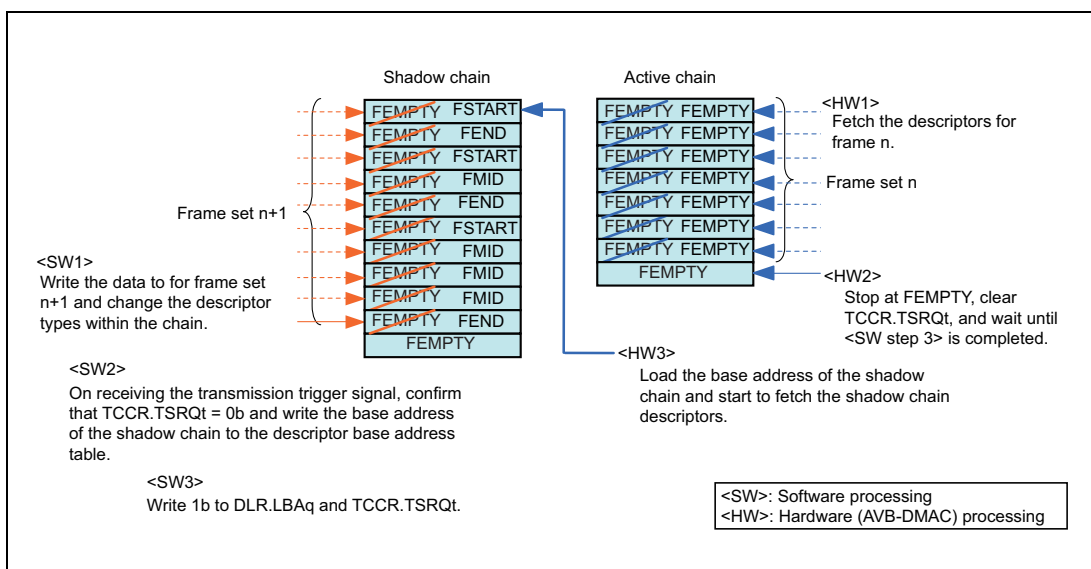 Shadow chain
Active chain
FEMPTY FSTART
FEMPTY FEND
FEMPTY FSTART
FEMPTY FMID
FEMPTY FEND
FEMPTY FSTART
FEMPTY FMID
FEMPTY FMID
FEMPTY FMID
FEMPTY FEND
FEMPTY
Frame set n+1
<SW1>
Write the data to for frame set
n+1 and change the descriptor
types within the chain.
FEMPTY FEMPTY
FEMPTY FEMPTY
FEMPTY FEMPTY
FEMPTY FEMPTY
FEMPTY FEMPTY
FEMPTY FEMPTY
FEMPTY FEMPTY
FEMPTY
<HW1>
Fetch the descriptors for
frame n.
Frame set n
<HW2>
Stop at FEMPTY, clear
TCCR.TSRQt, and wait until
<SW step 3> is completed.
<SW2>
On receiving the transmission trigger signal, confirm
that TCCR.TSRQt = 0b and write the base address
of the shadow chain to the descriptor base address
table.
<HW3>
Load the base address of the shadow
chain and start to fetch the shadow chain
descriptors.
<SW3>
Write 1b to DLR.LBAq and TCCR.TSRQt.
<SW>: Software processing
<HW>: Hardware (AVB-DMAC) processing